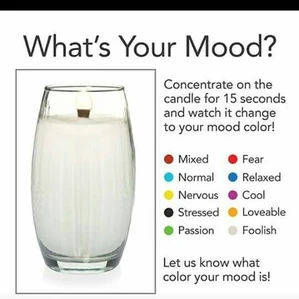 What's Your Mood?
Concentrate on the
candle for 15 seconds
and watch it change
to your mood color!
Mixed Fear
Normal Relaxed
Nervous Cool
Stressed Loveable
Passion Foolish
Let us know what
color your mood is!